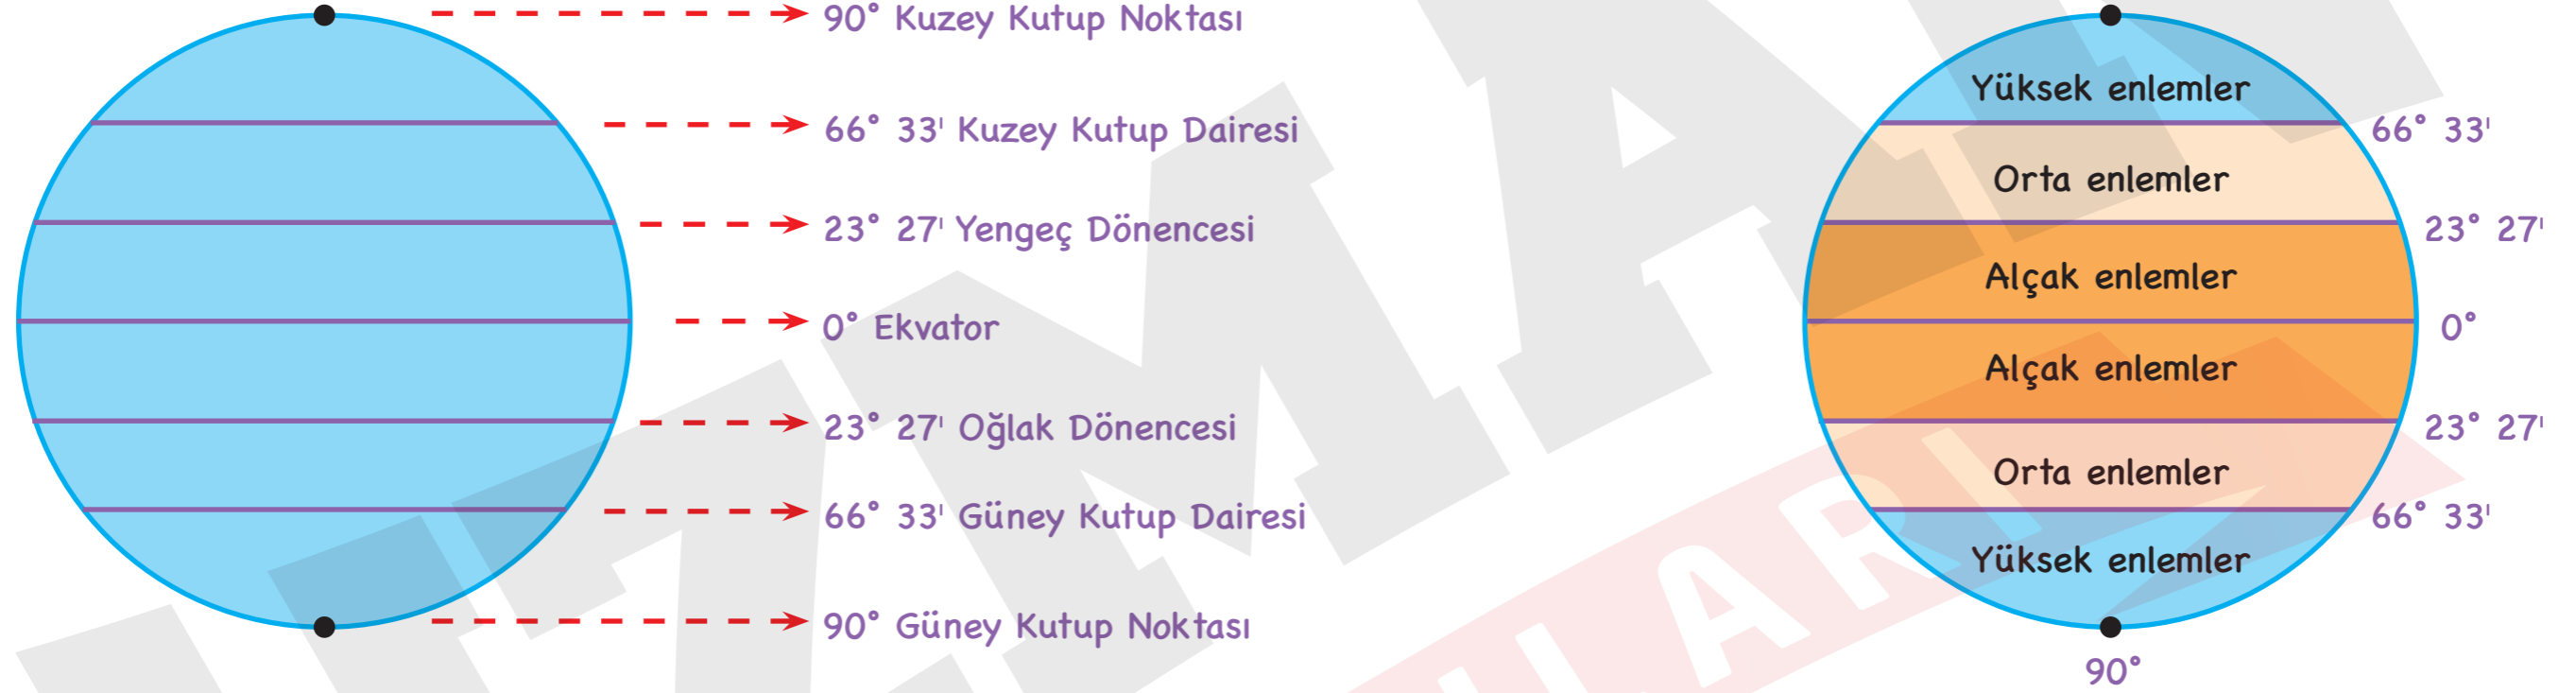 90° Kuzey Kutup Noktası
66° 33' Kuzey Kutup Dairesi
23° 27' Yengeç Dönencesi
0° Ekvator
23° 27' Oğlak Dönencesi
66° 33' Güney Kutup Dairesi
90° Güney Kutup Noktası
Yüksek enlemler
66° 33'
Orta enlemler
23° 27'
Alçak enlemler
0°
Alçak enlemler
23° 27'
Orta enlemler
66° 33'
Yüksek enlemler
90°